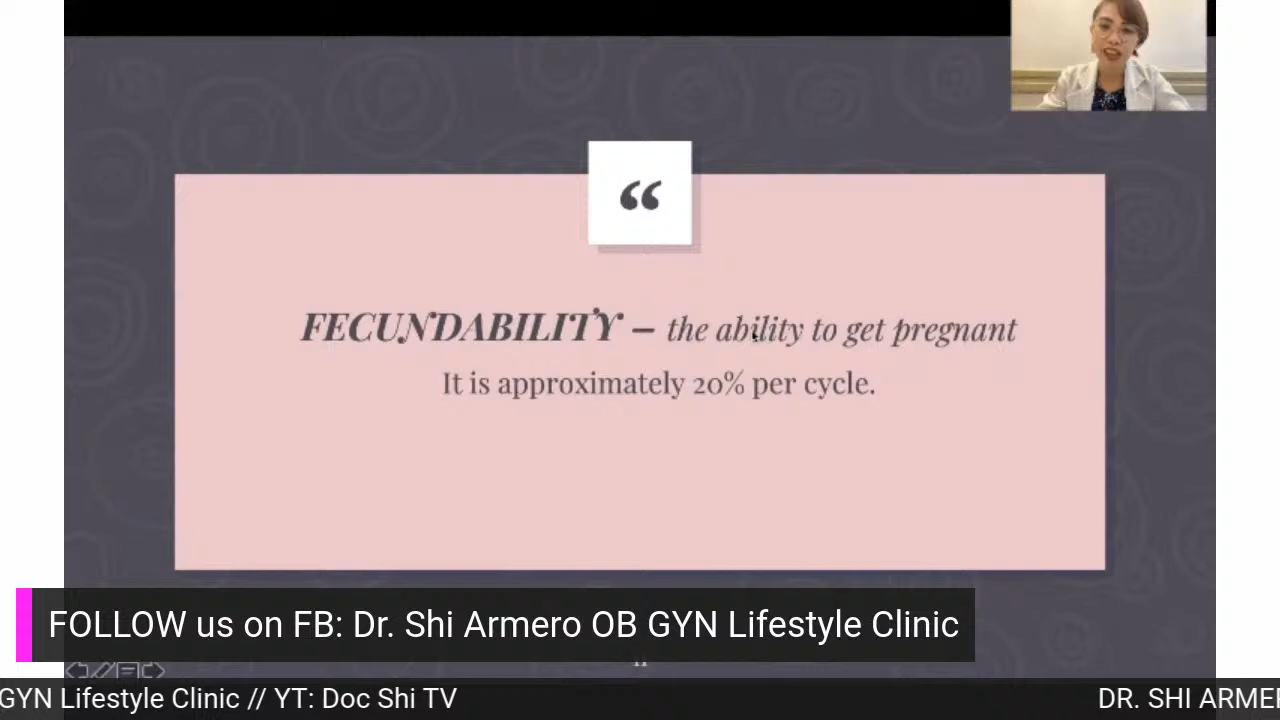 “
FECUNDABILITY – the ability to get pregnant
It is approximately 20% per cycle.
FOLLOW us on FB: Dr. Shi Armero OB GYN Lifestyle Clinic
GYN Lifestyle Clinic // YT: Doc Shi TV
DR. SHI ARMER